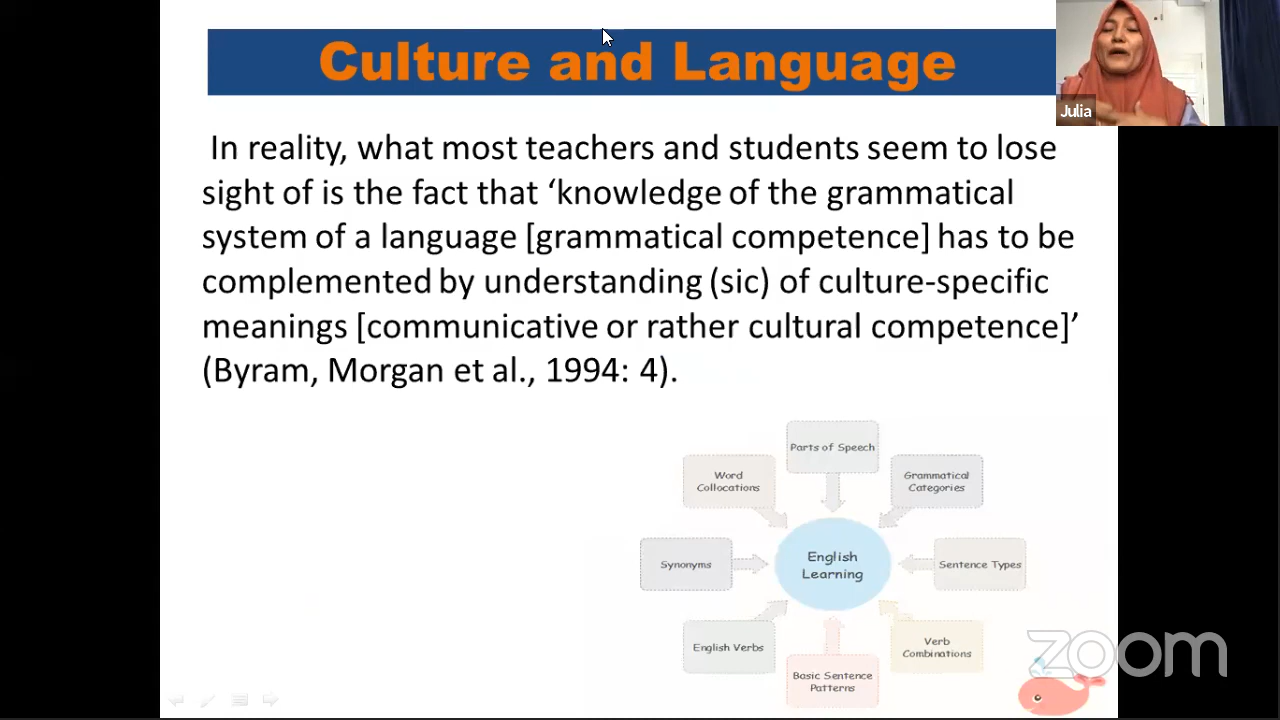 Culture and Language
Julia
In reality, what most teachers and students seem to lose
sight of is the fact that ‘knowledge of the grammatical
system of a language [grammatical competence] has to be
complemented by understanding (sic) of culture-specific
meanings [communicative or rather cultural competence]’
(Byram, Morgan et al., 1994: 4).
Parts of Speech
Word
Collocations
Grammatical
Categories
Synonyms
English
Learning
Sentence Types
English Verbs
Verb
Combinations
Basic Sentence
Patterns
zoom